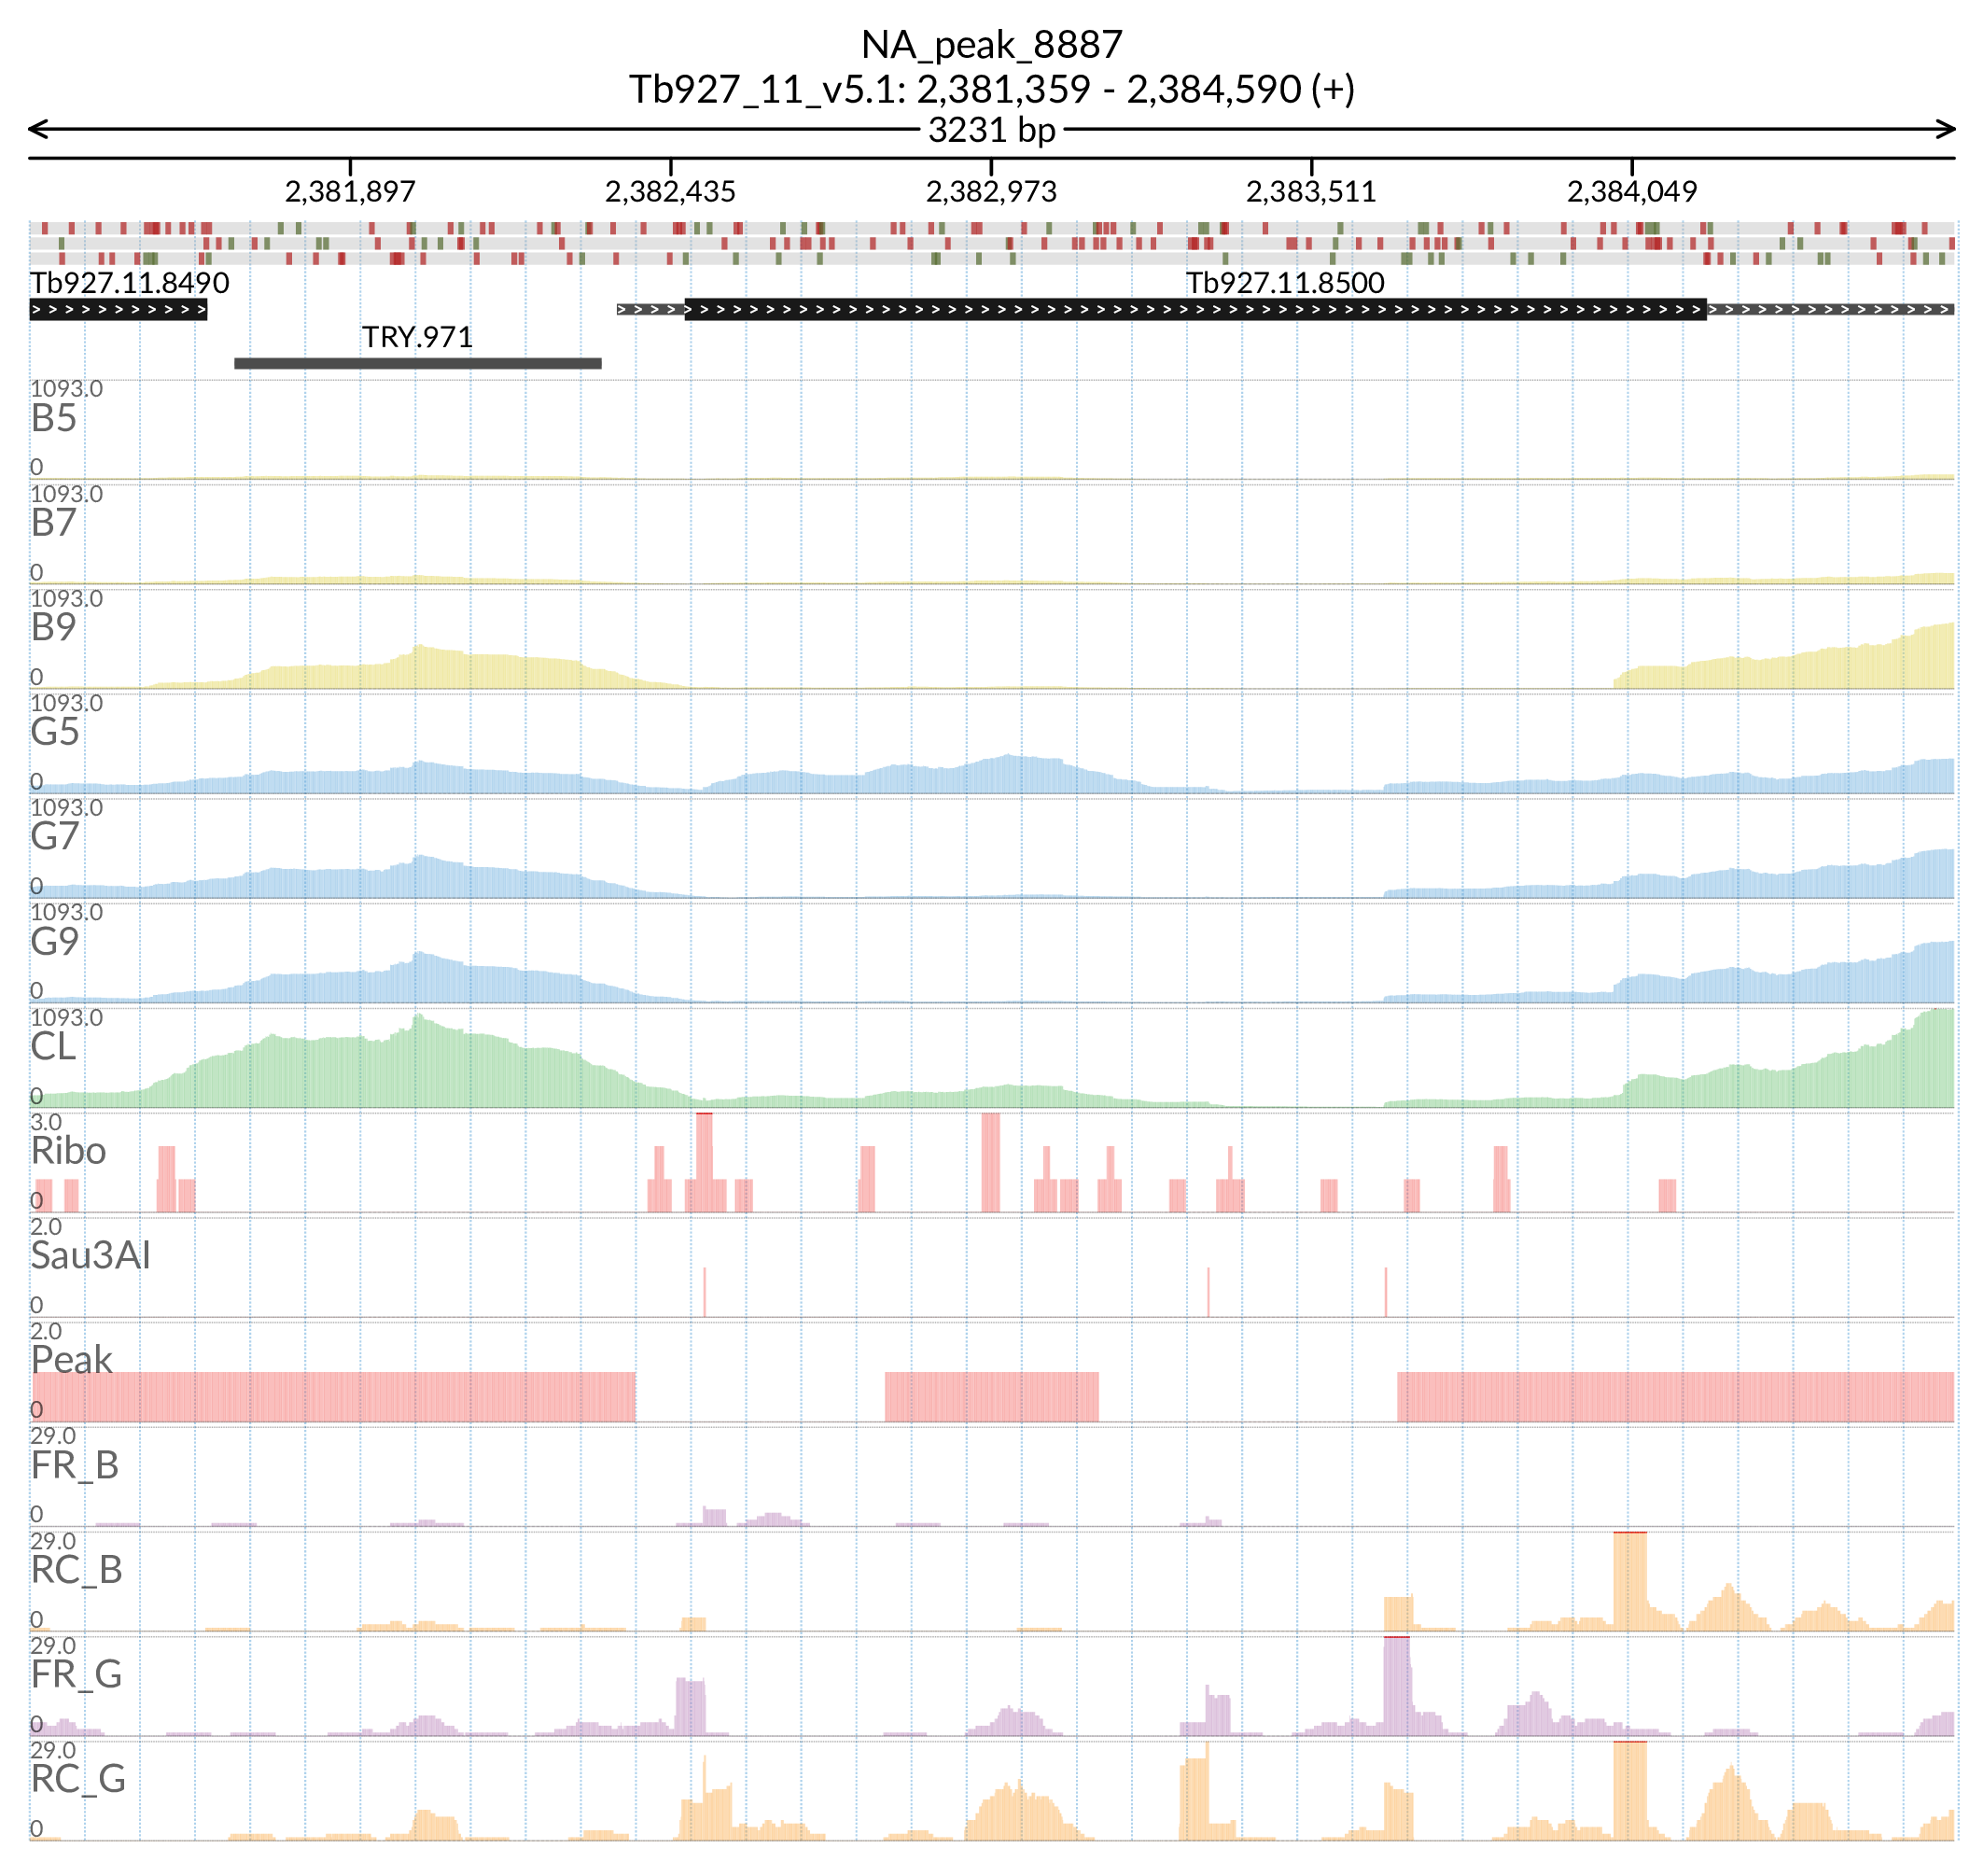 NA_peak_8887
Tb927_11_v5.1: 2,381,359 - 2,384,590 (+)
3231 bp
2,381,897 2,382,435 2,382,973 2,383,511 2,384,049
Tb927.11.8490 Tb927.11.8500
TRY.971
1093.0
B5
0
1093.0
B7
0
1093.0
B9
0
1093.0
G5
0
1093.0
G7
0
1093.0
G9
0
1093.0
CL
0
3.0
Ribo
0
2.0
Sau3AI
0
2.0
Peak
0
29.0
FR_B
0
29.0
RC_B
0
29.0
FR_G
0
29.0
RC_G
0